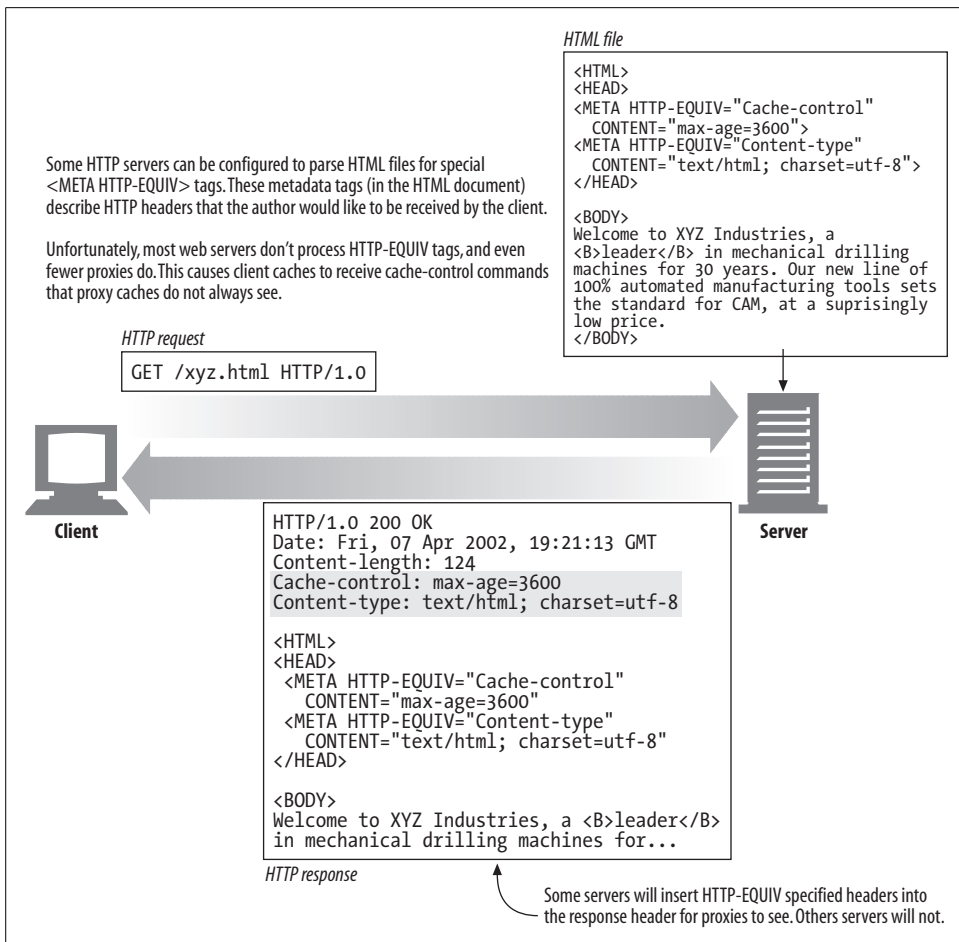 HTML file
<HTML>
<HEAD>
<META HTTP-EQUIV="Cache-control"
CONTENT="max-age=3600">
<META HTTP-EQUIV="Content-type"
CONTENT="text/html; charset=utf-8">
</HEAD>
<BODY>
Welcome to XYZ Industries, a
<B>leader</B> in mechanical drilling
machines for 30 years. Our new line of
100% automated manufacturing tools sets
the standard for CAM, at a suprisingly
low price.
</BODY>
Some HTTP servers can be configured to parse HTML files for special
<META HTTP-EQUIV> tags. These metadata tags (in the HTML document)
describe HTTP headers that the author would like to be received by the client.
Unfortunately, most web servers don't process HTTP-EQUIV tags, and even
fewer proxies do. This causes client caches to receive cache-control commands
that proxy caches do not always see.
HTTP request
GET /xyz.html HTTP/1.0
Client
Server
HTTP/1.0 200 OK
Date: Fri, 07 Apr 2002, 19:21:13 GMT
Content-length: 124
Cache-control: max-age=3600
Content-type: text/html; charset=utf-8
<HTML>
<HEAD>
<META HTTP-EQUIV="Cache-control"
CONTENT="max-age=3600"
<META HTTP-EQUIV="Content-type"
CONTENT="text/html; charset=utf-8"
</HEAD>
<BODY>
Welcome to XYZ Industries, a <B>leader</B>
in mechanical drilling machines for...
HTTP response
Some servers will insert HTTP-EQUIV specified headers into
the response header for proxies to see. Others servers will not.